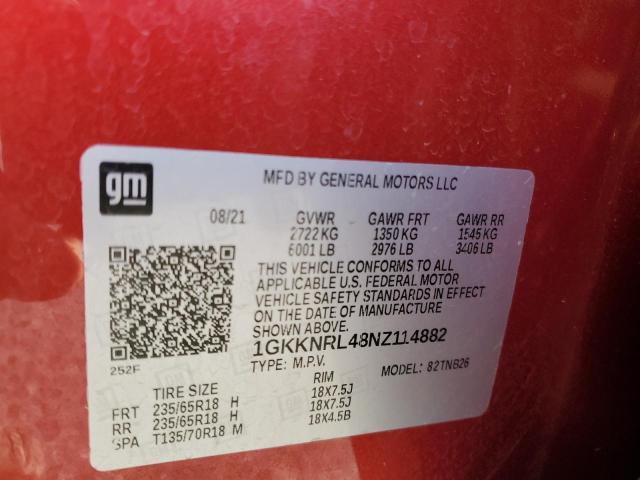 gm
MFD BY GENERAL MOTORS LLC
08/21 GVWR GAWR FRT GAWR RR
2722 KG 1350 KG 1545 KG
6001 LB 2976 LB 3406 LB
THIS VEHICLE CONFORMS TO ALL
APPLICABLE U.S. FEDERAL MOTOR
VEHICLE SAFETY STANDARDS IN EFFECT
ON THE DATE OF MANUFACTURE
SHOWN ABOVE.
1GKKNRL48NZ114882
252F TYPE: M.P.V. MODEL: 82TNB26
TIRE SIZE RIM
FRT 235/65R18 H 18X7.5J
RR 235/65R18 H 18X7.5J
SPA T135/70R18 M 18X4.5B